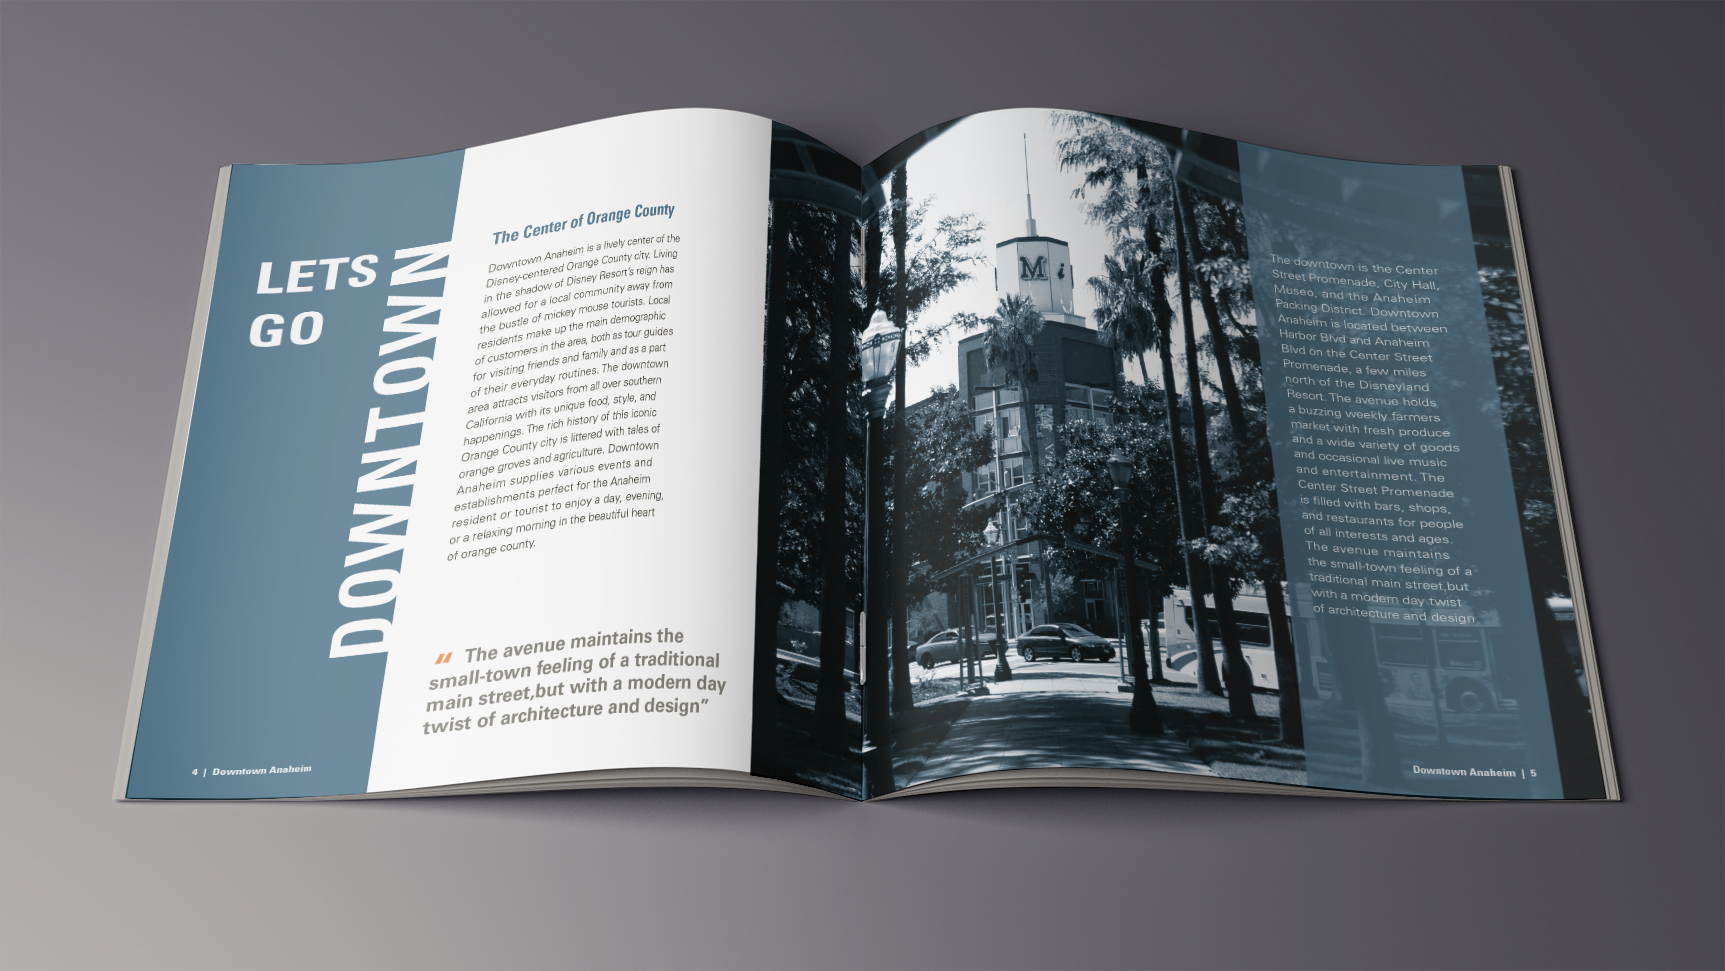 LETS
GO
DOWNTOWN
The Center of Orange County
Downtown Anaheim is a lively center of the
Disney-centered Orange County city. Living
in the shadow of Disney Resort's reign has
allowed for a local community away from
the bustle of mickey mouse tourists. Local
residents make up the main demographic
of customers in the area, both as tour guides
for visiting friends and family and as a part
of their everyday routines. The downtown
area attracts visitors from all over southern
California with its unique food, style, and
happenings. The rich history of this iconic
Orange County city is littered with tales of
orange groves and agriculture. Downtown
Anaheim supplies various events and
establishments perfect for the Anaheim
resident or tourist to enjoy a day, evening,
or a relaxing morning in the beautiful heart
of orange county.
“ The avenue maintains the
small-town feeling of a traditional
main street,but with a modern day
twist of architecture and design”
4 | Downtown Anaheim
M i
The downtown is the Center
Street Promenade, City Hall,
Museo, and the Anaheim
Packing District. Downtown
Anaheim is located between
Harbor Blvd and Anaheim
Blvd on the Center Street
Promenade, a few miles
north of the Disneyland
Resort. The avenue holds
a buzzing weekly farmers
market with fresh produce
and a wide variety of goods
and occasional live music
and entertainment. The
Center Street Promenade
is filled with bars, shops,
and restaurants for people
of all interests and ages.
The avenue maintains
the small-town feeling of a
traditional main street,but
with a modern day twist
of architecture and design
Downtown Anaheim | 5